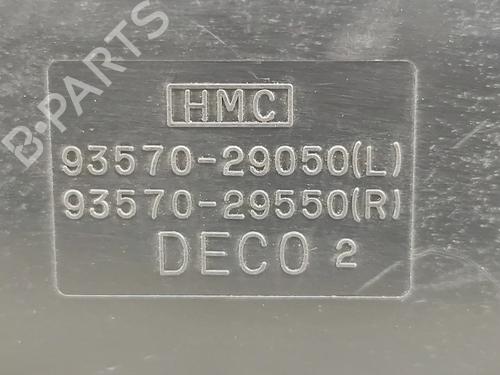 B-PARTS
HMC
93570-29050(L)
93570-29550(R)
DECO 2